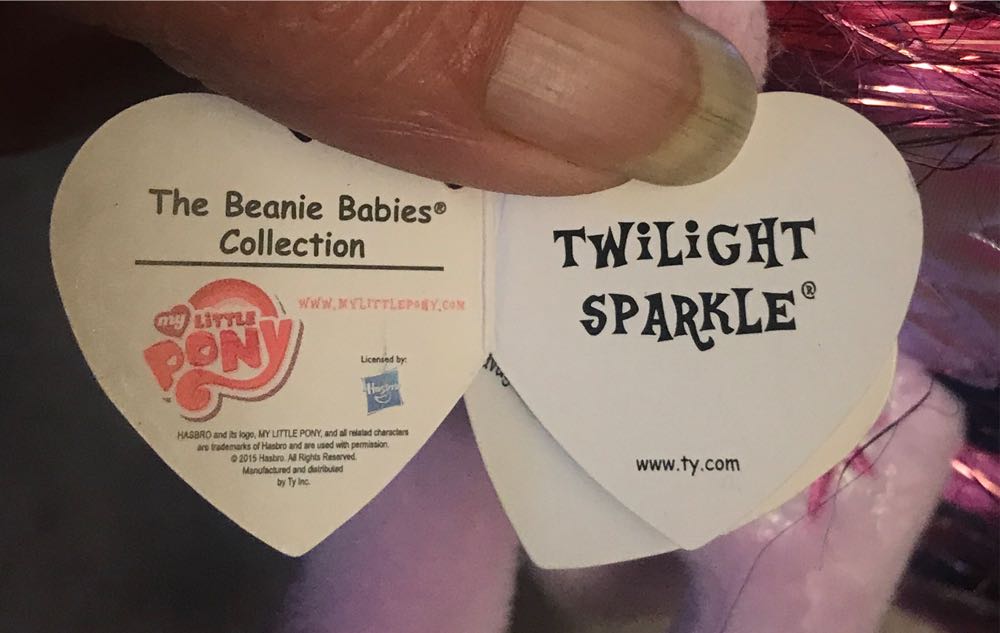 The Beanie Babies®
Collection
my LITTLE PONY
WWW.MYLITTLEPONY.COM
Licensed by:
Hasbro
HASBRO and its logo, MY LITTLE PONY, and all related characters
are trademarks of Hasbro and are used with permission.
© 2015 Hasbro. All Rights Reserved.
Manufactured and distributed
by Ty Inc.
TWiLiGHT
SPARKLE®
www.ty.com